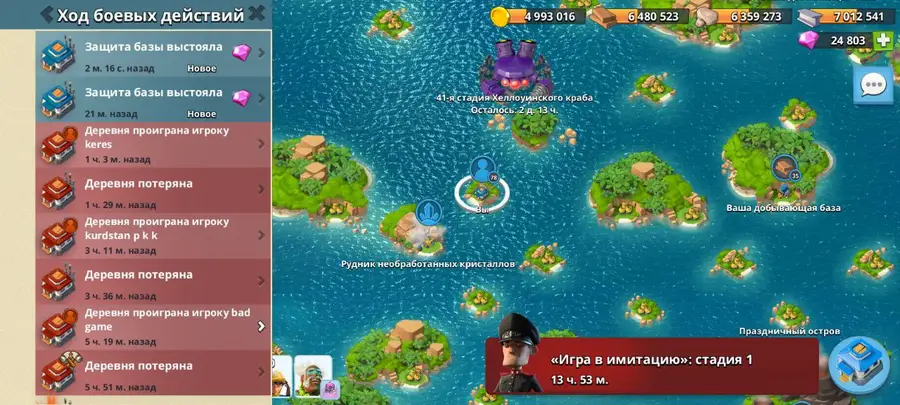 Ход боевых действий
Защита базы выстояла
2 м. 16 с. назад
Новое
Защита базы выстояла
21 м. назад
Новое
Деревня проиграна игроку
keres
1 ч. 3 м. назад
Деревня потеряна
1 ч. 29 м. назад
Деревня проиграна игроку
kurdstan p k k
3 ч. 11 м. назад
Деревня потеряна
3 ч. 36 м. назад
Деревня проиграна игроку bad
game
5 ч. 19 м. назад
Деревня потеряна
5 ч. 51 м. назад
4 993 016
6 480 523
6 359 273
7 012 541
24 803
41-я стадия Хеллоуинского краба
Осталось: 2 д. 13 ч.
78
Вы
35
Ваша добывающая база
Рудник необработанных кристаллов
Праздничный остров
«Игра в имитацию»: стадия 1
13 ч. 53 м.